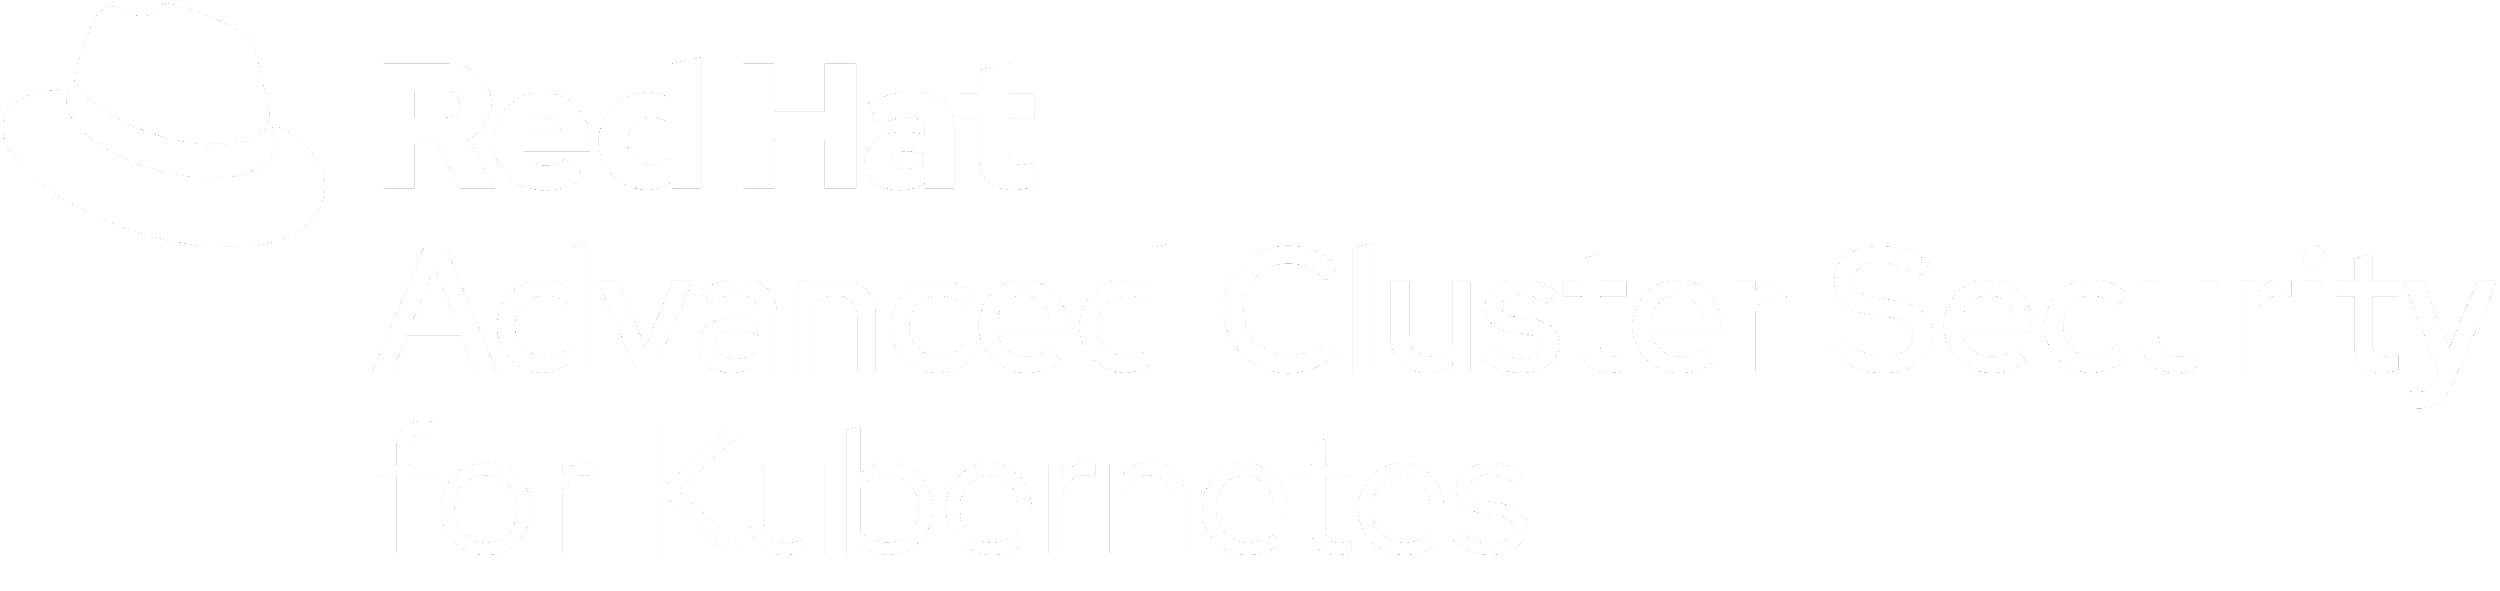 Red Hat
Advanced Cluster Security
for Kubernetes